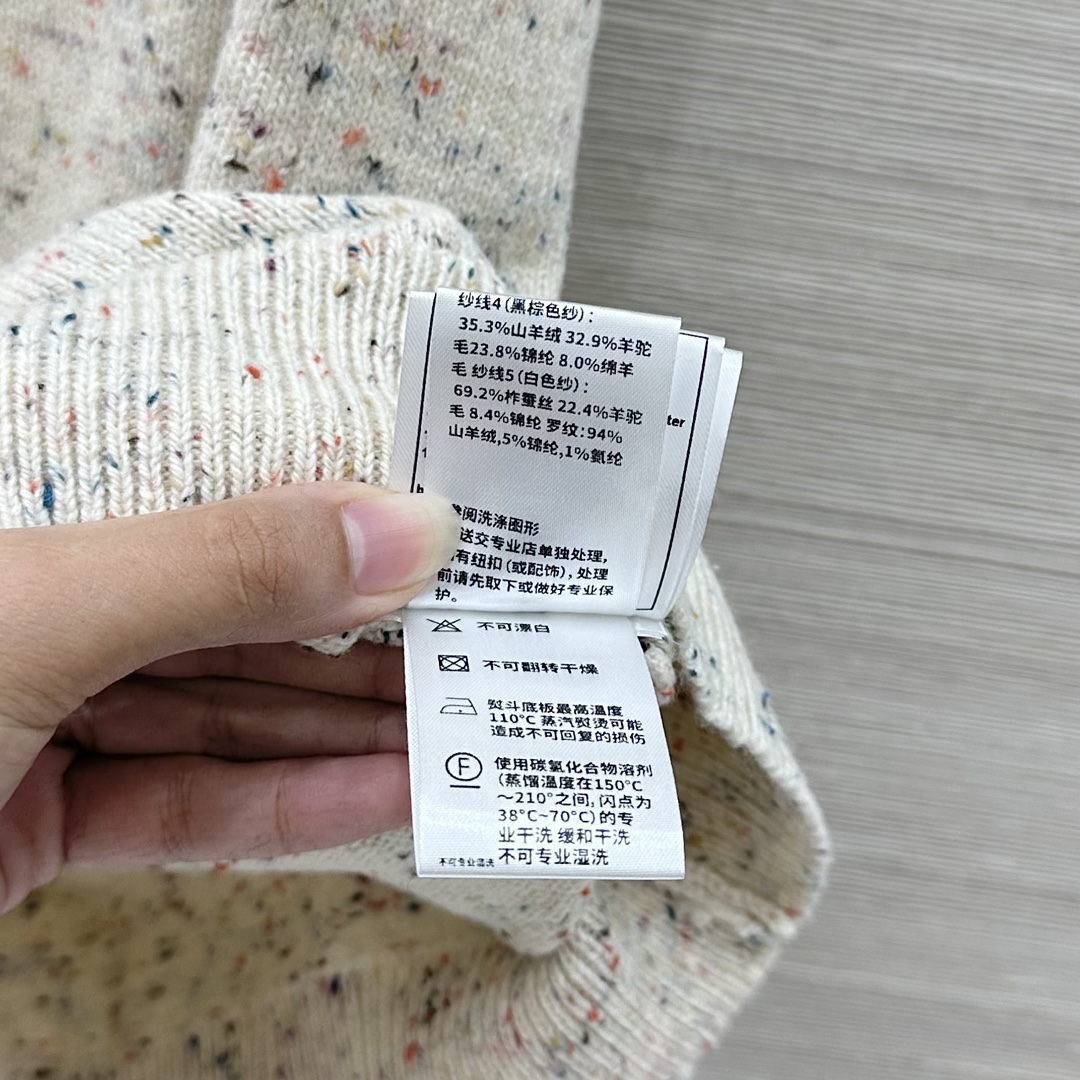 纱线4(黑棕色纱):
35.3%山羊绒 32.9%羊驼
毛23.8%锦纶 8.0%绵羊
毛 纱线5(白色纱):
69.2%柞蚕丝 22.4%羊驼
毛 8.4%锦纶 罗纹:94%
山羊绒,5%锦纶,1%氨纶
ter
阅洗涤图形
送交专业店单独处理,
有纽扣(或配饰),处理
前请先取下或做好专业保
护。
不可漂白
不可翻转干燥
熨斗底板最高温度
110°C 蒸汽熨烫可能
造成不可回复的损伤
F
使用碳氢化合物溶剂
(蒸馏温度在150°C
~210°之间,闪点为
38°C~70°C)的专
业干洗 缓和干洗
不可专业湿洗 不可专业湿洗